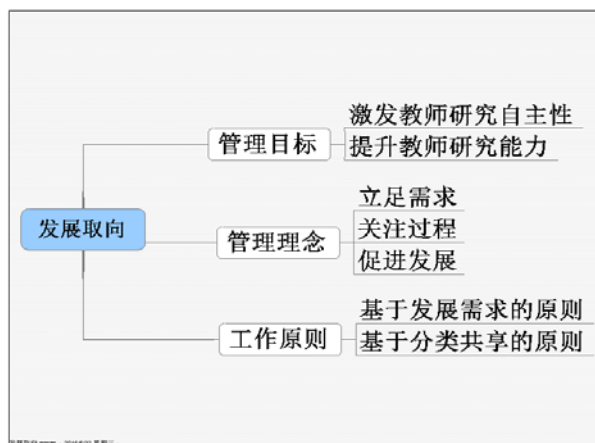 激发教师研究自主性
管理目标
提升教师研究能力
立足需求
发展取向
管理理念
关注过程
促进发展
基于发展需求的原则
工作原则
基于分类共享的原则